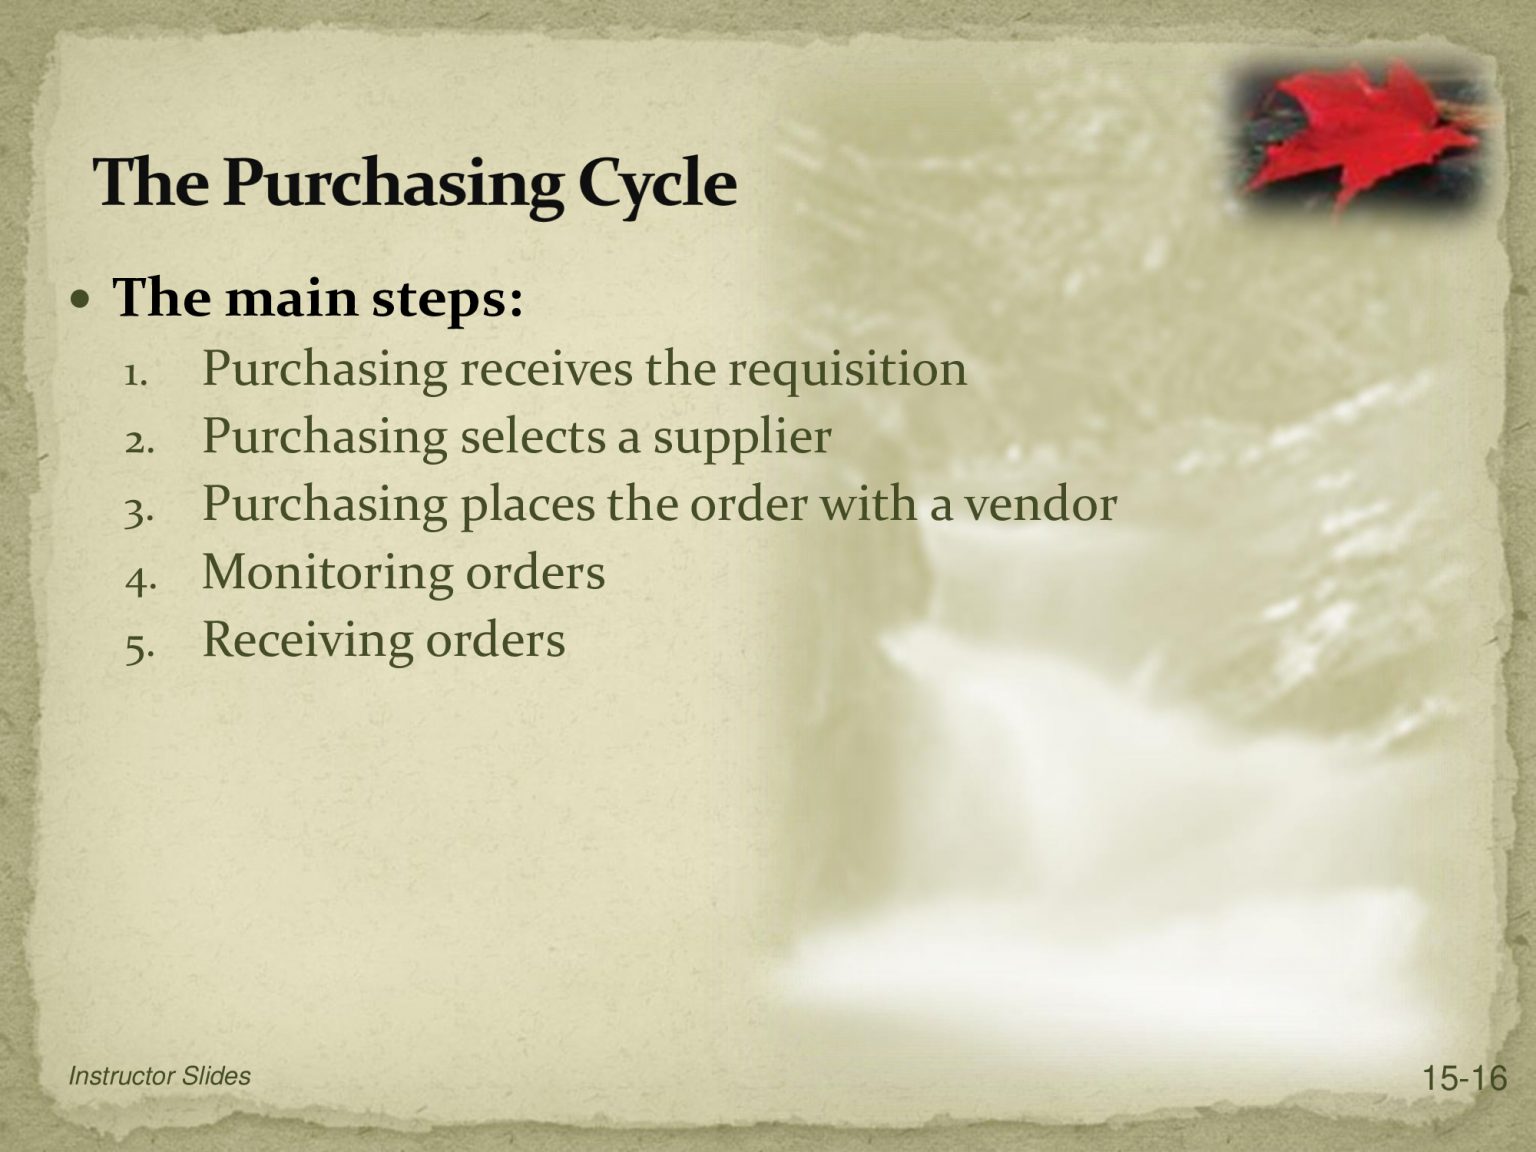 The Purchasing Cycle
• The main steps:
1. Purchasing receives the requisition
2. Purchasing selects a supplier
3. Purchasing places the order with a vendor
4. Monitoring orders
5. Receiving orders
Instructor Slides
15-16